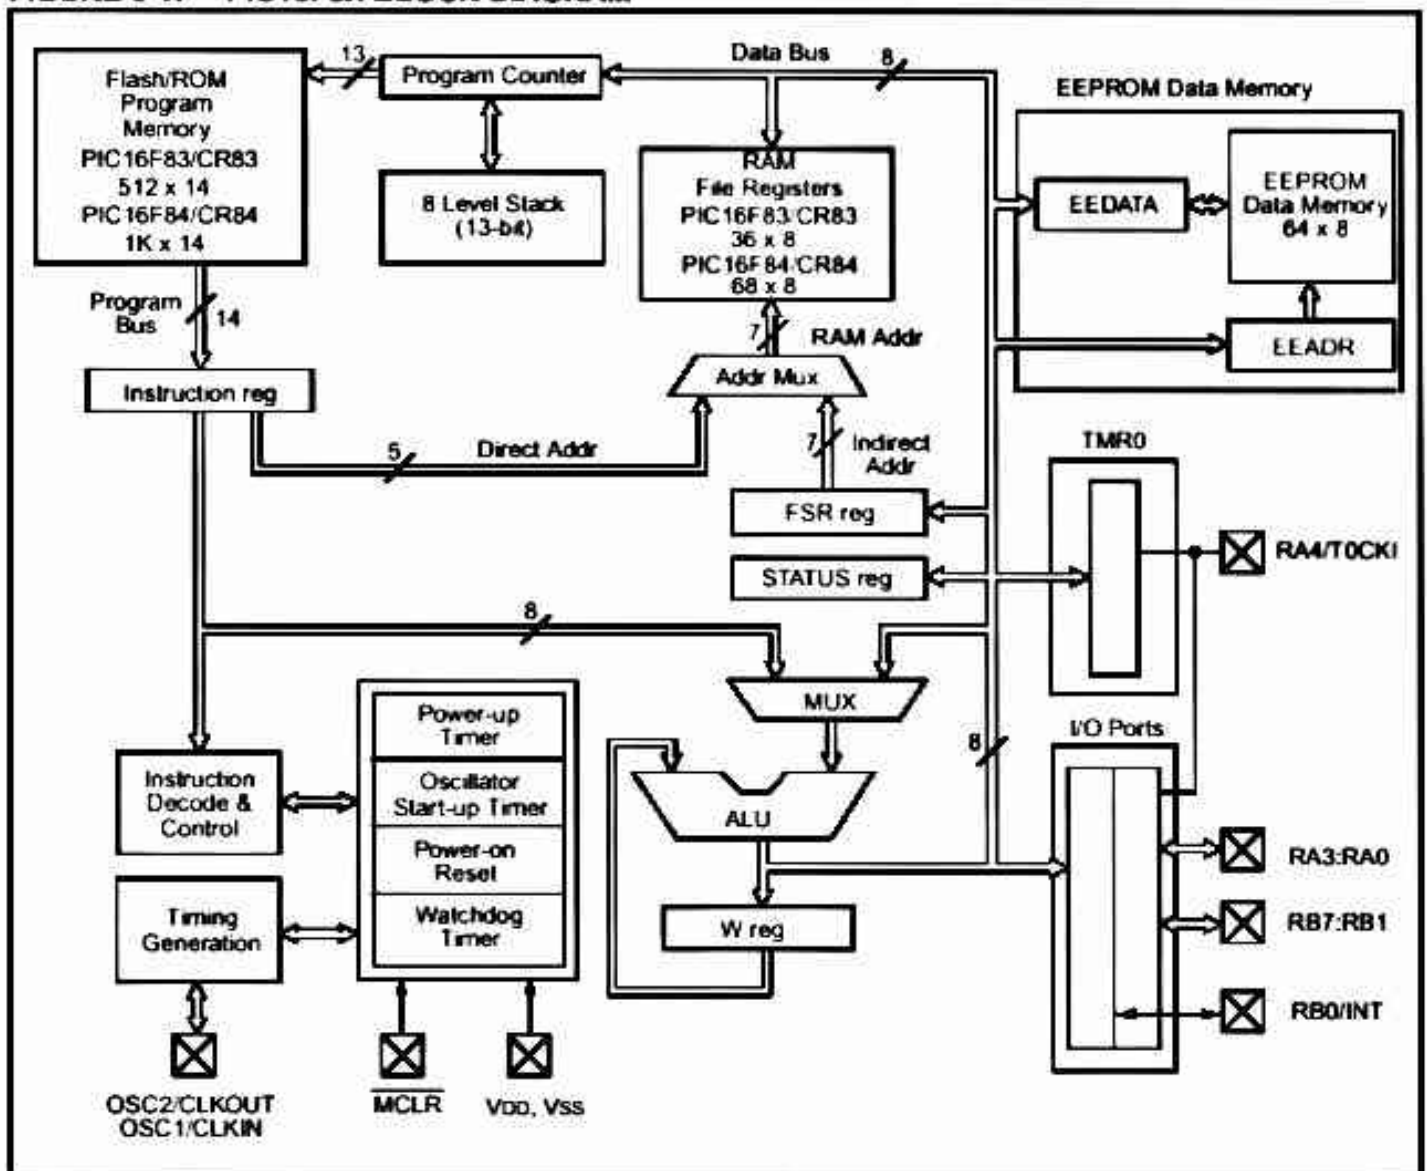 13
Data Bus
8
Flash/ROM
Program
Memory
PIC16F83/CR83
512 x 14
PIC16F84/CR84
1K x 14
Program Counter
8 Level Stack
(13-bit)
RAM
File Registers
PIC16F83/CR83
36 x 8
PIC16F84/CR84
68 x 8
EEPROM Data Memory
EEDATA
EEPROM
Data Memory
64 x 8
EEADR
Program
Bus
14
7
RAM Addr
Instruction reg
Addr Mux
5
Direct Addr
7
Indirect
Addr
FSR reg
STATUS reg
TMR0
RA4/T0CKI
8
MUX
8
I/O Ports
Power-up
Timer
Oscillator
Start-up Timer
Power-on
Reset
Watchdog
Timer
Instruction
Decode &
Control
Timing
Generation
ALU
W reg
RA3:RA0
RB7:RB1
RB0/INT
OSC2/CLKOUT
OSC1/CLKIN
MCLR
VDD, VSS